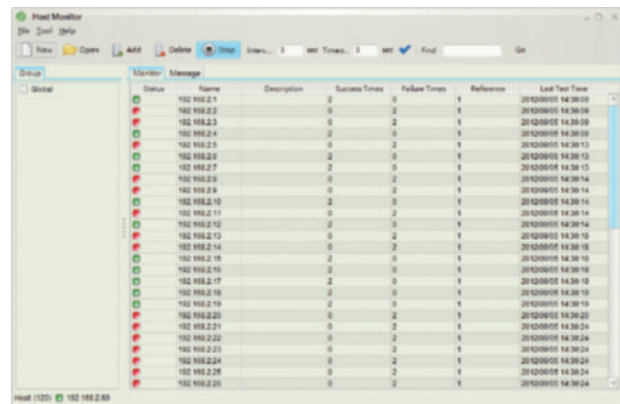 Host Monitor
File Tool Help
New Open Add Delete Stop Interv... 3 sec Timeo... 3 sec Find Go
Group Monitor Message
Global
Status Name Description Success Times Failure Times Reference Last Test Time
192.168.2.1 2 0 1 2012/09/05 14:38:09
192.168.2.2 0 2 1 2012/09/05 14:38:09
192.168.2.3 0 2 1 2012/09/05 14:38:09
192.168.2.4 2 0 1 2012/09/05 14:38:09
192.168.2.5 0 2 1 2012/09/05 14:38:13
192.168.2.6 2 0 1 2012/09/05 14:38:13
192.168.2.7 2 0 1 2012/09/05 14:38:13
192.168.2.8 0 2 1 2012/09/05 14:38:14
192.168.2.9 0 2 1 2012/09/05 14:38:14
192.168.2.10 2 0 1 2012/09/05 14:38:14
192.168.2.11 0 2 1 2012/09/05 14:38:14
192.168.2.12 2 0 1 2012/09/05 14:38:14
192.168.2.13 0 2 1 2012/09/05 14:38:18
192.168.2.14 0 2 1 2012/09/05 14:38:18
192.168.2.15 2 0 1 2012/09/05 14:38:18
192.168.2.16 2 0 1 2012/09/05 14:38:18
192.168.2.17 2 0 1 2012/09/05 14:38:19
192.168.2.18 2 0 1 2012/09/05 14:38:19
192.168.2.19 2 0 1 2012/09/05 14:38:19
192.168.2.20 0 2 1 2012/09/05 14:38:20
192.168.2.21 0 2 1 2012/09/05 14:38:24
192.168.2.22 0 2 1 2012/09/05 14:38:24
192.168.2.23 0 2 1 2012/09/05 14:38:24
192.168.2.24 0 2 1 2012/09/05 14:38:24
192.168.2.25 0 2 1 2012/09/05 14:38:24
192.168.2.26 0 2 1 2012/09/05 14:38:24
Host (120) 192.168.2.60